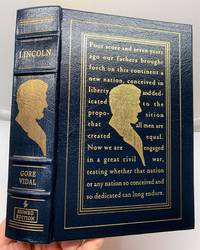 LINCOLN
GORE
VIDAL
SIGNED
EDITION
Four score and seven years
ago our fathers brought
forth on this continent a
new nation, conceived in
liberty and ded-
icated to the
propo- sition
that all men are
created equal.
Now we are engaged
in a great civil war,
testing whether that nation
or any nation so conceived and
so dedicated can long endure.